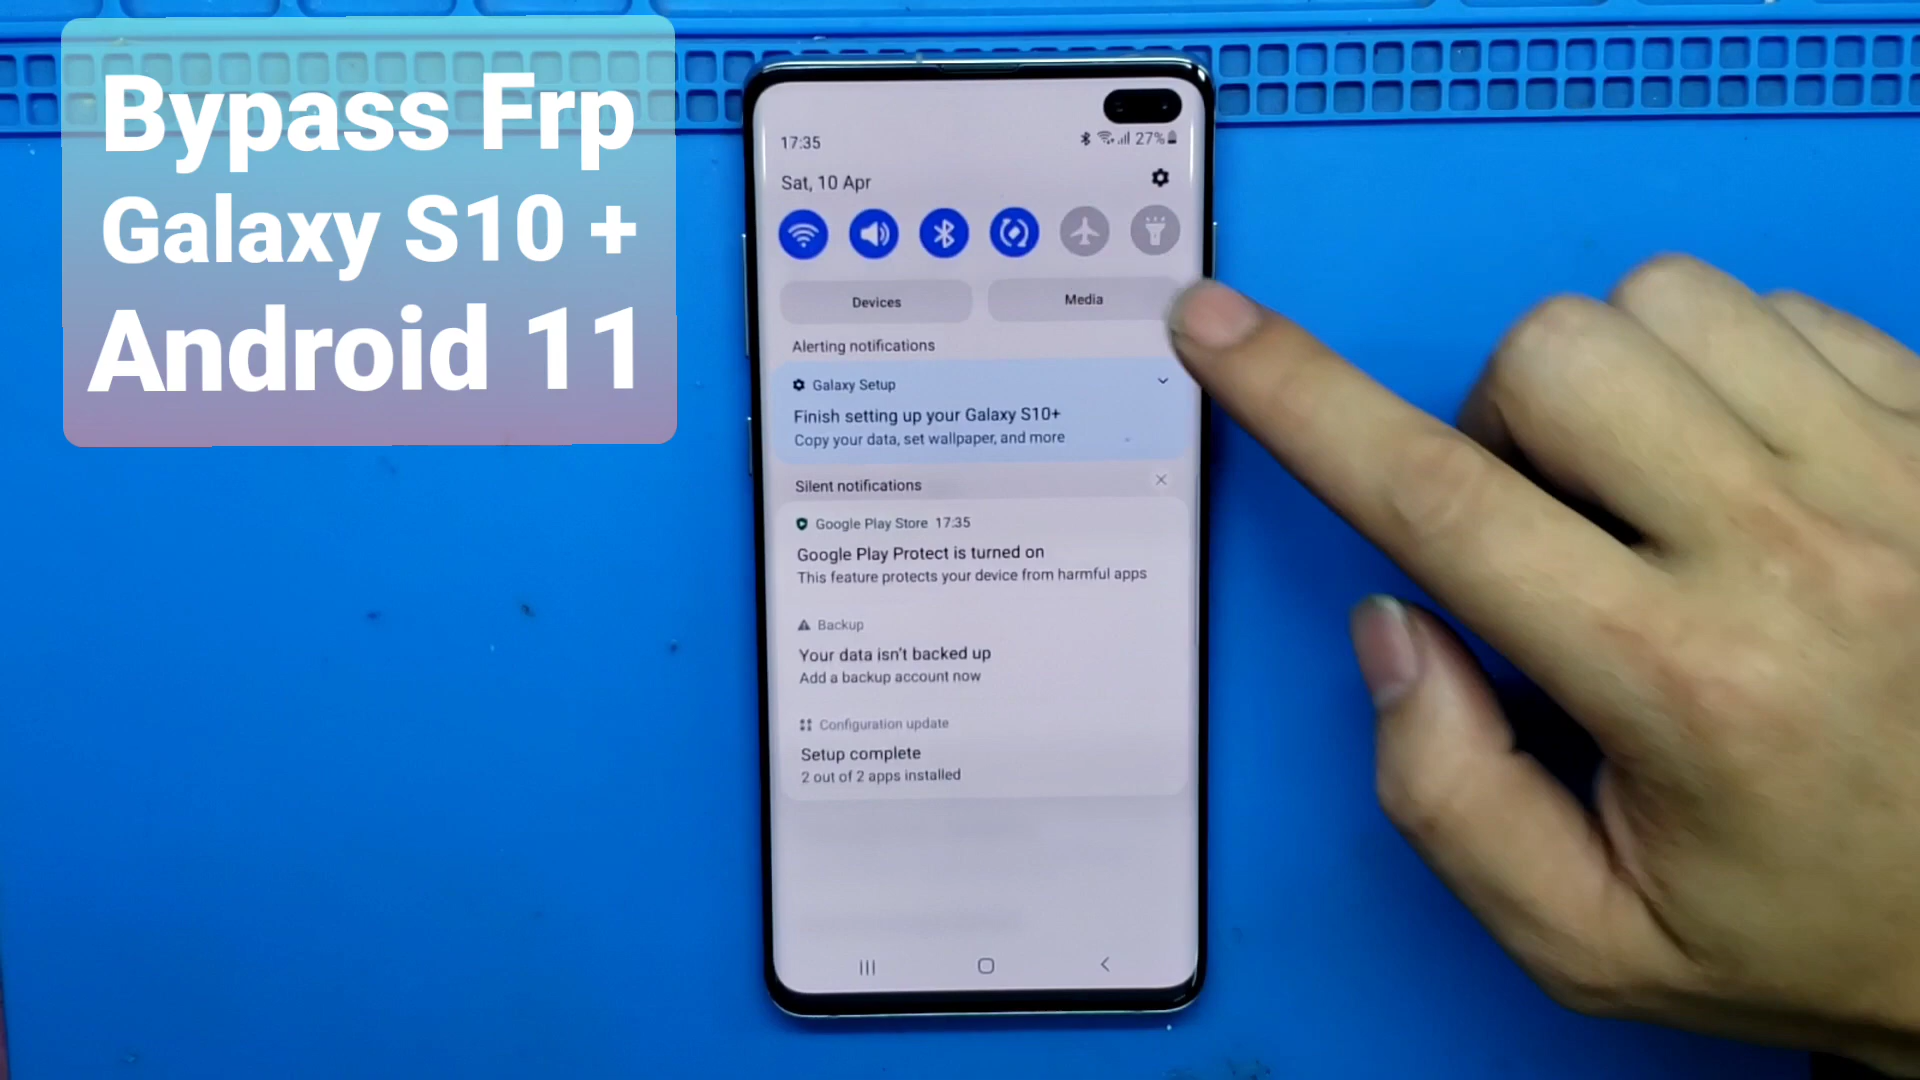 Bypass Frp
Galaxy S10 +
Android 11
17:35
27%
Sat, 10 Apr
Devices
Media
Alerting notifications
Galaxy Setup
Finish setting up your Galaxy S10+
Copy your data, set wallpaper, and more
Silent notifications
Google Play Store 17:35
Google Play Protect is turned on
This feature protects your device from harmful apps
Backup
Your data isn't backed up
Add a backup account now
Configuration update
Setup complete
2 out of 2 apps installed